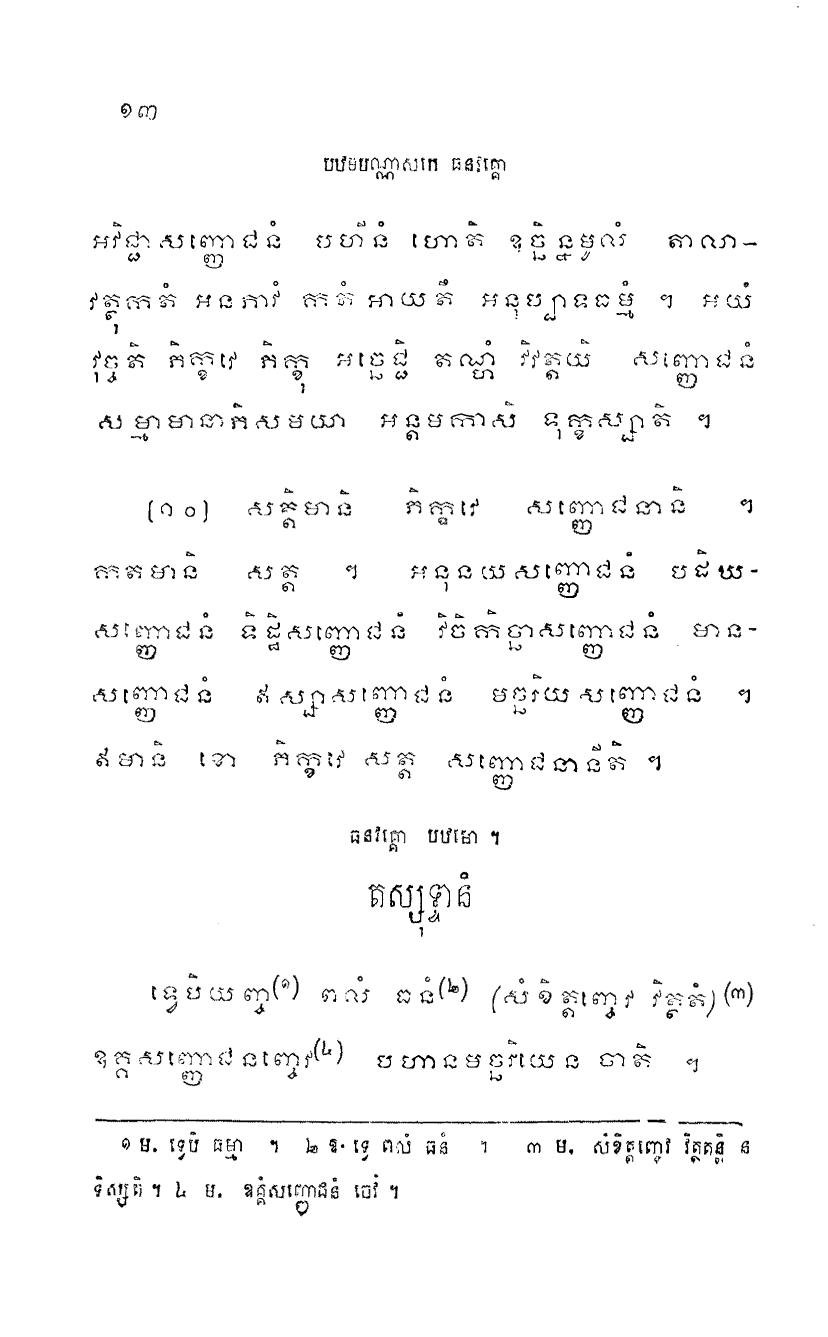 ១៣
បឋមបណ្ណាសកេ ធនវគ្គោ
អវិជ្ជាសញ្ញោជនំ បហីនំ ហោតិ ឧច្ឆិន្នមូលំ តាលា-
វត្ថុកតំ អនភាវំ កតំ អាយតឹ អនុប្បាទធម្មំ ។ អយំ
វុច្ចតិ ភិក្ខវេ ភិក្ខុ អច្ឆេជ្ជិ តណ្ហំ វិវត្តយិ សញ្ញោជនំ
សម្មាមានាភិសមយា អន្តមកាសិ ទុក្ខស្សាតិ ។
(១០) សត្តិមានិ ភិក្ខវេ សញ្ញោជនានិ ។
កតមានិ សត្ត ។ អនុនយសញ្ញោជនំ បដិឃ-
សញ្ញោជនំ ទិដ្ឋិសញ្ញោជនំ វិចិកិច្ឆាសញ្ញោជនំ មាន-
សញ្ញោជនំ ឥស្សាសញ្ញោជនំ មច្ឆរិយសញ្ញោជនំ ។
ឥមានិ ខោ ភិក្ខវេ សត្ត សញ្ញោជនានីតិ ។
ធនវគ្គោ បឋមោ ។
តស្សុទ្ទានំ
ទ្វេបិយញ្ច(១) ពលំ ធនំ(២) (សំខិត្តញ្ចេវ វិត្ថតំ)(៣)
ឧគ្គសញ្ញោជនញ្ចេវ(៤) បហានមច្ឆរិយេន ចាតិ ។
១ ម. ទ្វេបិ ធម្មា ។ ២ ឱ. ទ្វេ ពលំ ធនំ ។ ៣ ម. សំខិត្តញ្ចេវ វិត្ថតន្តិ ន
ទិស្សតិ ។ ៤ ម. ឧគ្គំសញ្ញោជនំ ចេវ ។